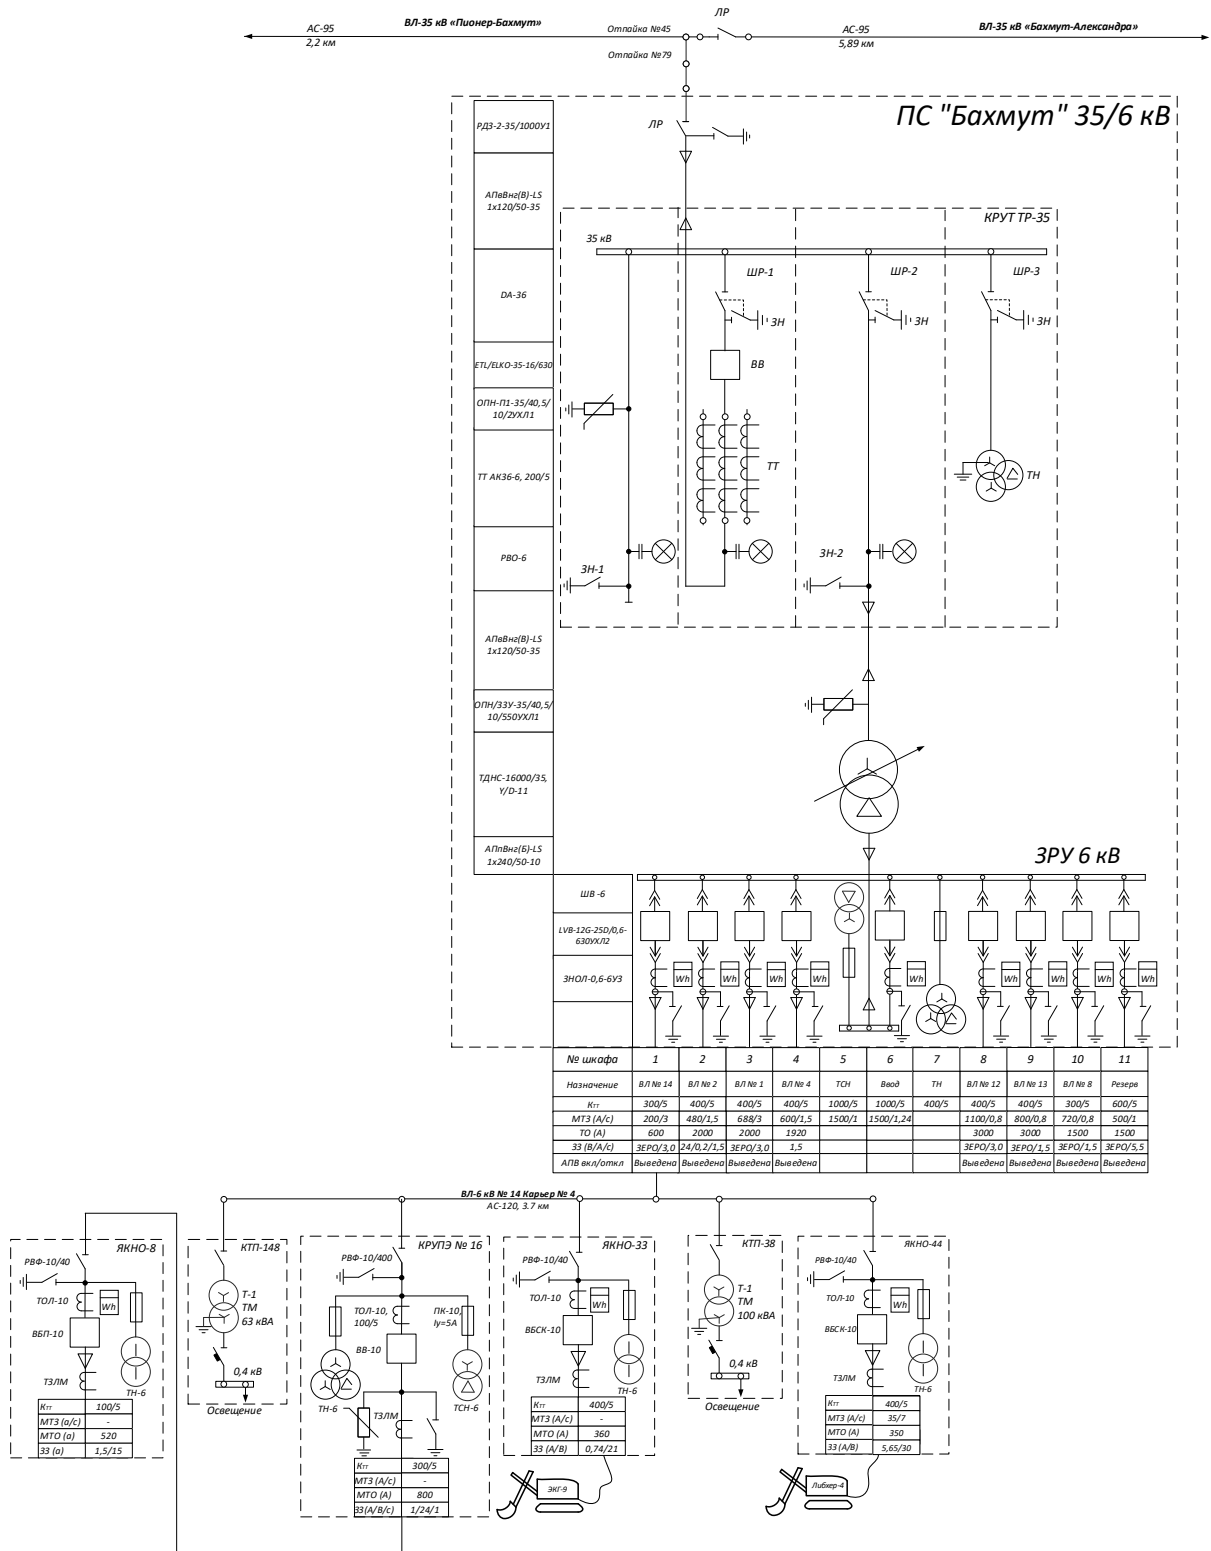 ВЛ-35 кВ «Пионер-Бахмут»
АС-95
2,2 км
Отпайка №45
Отпайка №79
ЛР
АС-95
5,89 км
ВЛ-35 кВ «Бахмут-Александра»
ПС "Бахмут" 35/6 кВ
ЛР
РДЗ-2-35/1000У1
АПвВнг(В)-LS
1х120/50-35
DA-36
ETL/ELKO-35-16/630
ОПН-П1-35/40,5/
10/2УХЛ1
ТТ АК36-6, 200/5
РВО-6
АПвВнг(В)-LS
1х120/50-35
ОПН/ЗЗУ-35/40,5/
10/550УХЛ1
ТДНС-16000/35,
Y/D-11
АПпВнг(Б)-LS
1х240/50-10
ШВ -6
LVB-12G-25D/0,6-
630УХЛ2
ЗНОЛ-0,6-6УЗ
КРУТ ТР-35
35 кВ
ШР-1
ШР-2
ШР-3
ЗН
ЗН
ЗН
ВВ
ТТ
ТН
ЗН-1
ЗН-2
ЗРУ 6 кВ
Wh Wh Wh Wh Wh Wh Wh Wh Wh
№ шкафа 1 2 3 4 5 6 7 8 9 10 11
Назначение ВЛ № 14 ВЛ № 2 ВЛ № 1 ВЛ № 4 ТСН Ввод ТН ВЛ № 12 ВЛ № 13 ВЛ № 8 Резерв
Ктт 300/5 400/5 400/5 400/5 1000/5 1000/5 400/5 400/5 400/5 300/5 600/5
МТЗ (А/с) 200/3 480/1,5 688/3 600/1,5 1500/1 1500/1,24 1100/0,8 800/0,8 720/0,8 500/1
ТО (А) 600 2000 2000 1920 3000 3000 1500 1500
ЗЗ (В/А/с) ЗЕРО/3,0 24/0,2/1,5 ЗЕРО/3,0 1,5 ЗЕРО/3,0 ЗЕРО/1,5 ЗЕРО/1,5 ЗЕРО/5,5
АПВ вкл/откл Выведена Выведена Выведена Выведена Выведена Выведена Выведена Выведена
ВЛ-6 кВ № 14 Карьер № 4
АС-120, 3.7 км
ЯКНО-8
РВФ-10/40
ТОЛ-10
Wh
ВБП-10
ТЗЛМ
ТН-6
Ктт 100/5
МТЗ (а/с) -
МТО (а) 520
ЗЗ (а) 1,5/15
КТП-148
Т-1
ТМ
63 кВА
0,4 кВ
Освещение
КРУПЭ № 16
РВФ-10/400
ТОЛ-10,
100/5
ПК-10,
Iу=5А
ВВ-10
ТН-6
ТЗЛМ
ТСН-6
Ктт 300/5
МТЗ (А/с) -
МТО (А) 800
ЗЗ(А/В/с) 1/24/1
ЯКНО-33
РВФ-10/40
ТОЛ-10
Wh
ВБСК-10
ТЗЛМ
ТН-6
Ктт 400/5
МТЗ (А/с) -
МТО (А) 360
ЗЗ (А/В) 0,74/21
ЭКГ-9
КТП-38
Т-1
ТМ
100 кВА
0,4 кВ
Освещение
ЯКНО-44
РВФ-10/40
ТОЛ-10
Wh
ВБСК-10
ТЗЛМ
ТН-6
Ктт 400/5
МТЗ (А/с) 35/7
МТО (А) 350
ЗЗ (А/В) 5,65/30
Либхер-4